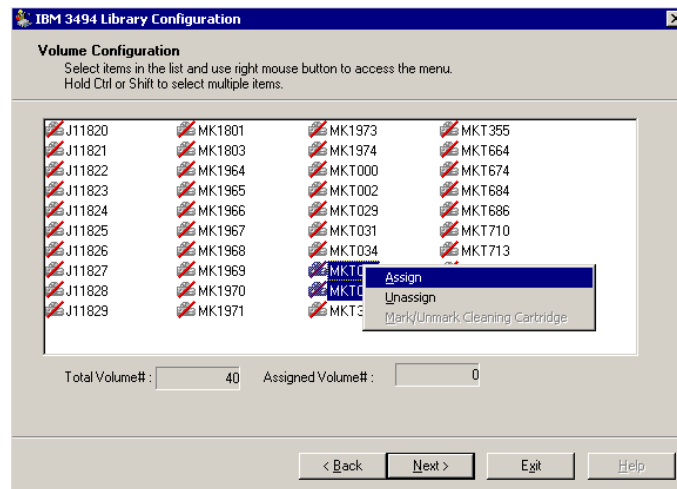 IBM 3494 Library Configuration
Volume Configuration
Select items in the list and use right mouse button to access the menu.
Hold Ctrl or Shift to select multiple items.
J11820 MK1801 MK1973 MKT355
J11821 MK1803 MK1974 MKT664
J11822 MK1964 MKT000 MKT674
J11823 MK1965 MKT002 MKT684
J11824 MK1966 MKT029 MKT686
J11825 MK1967 MKT031 MKT710
J11826 MK1968 MKT034 MKT713
J11827 MK1969
J11828 MK1970
J11829 MK1971
Assign
Unassign
Mark/Unmark Cleaning Cartridge
Total Volume# : 40 Assigned Volume# : 0
< Back Next > Exit Help